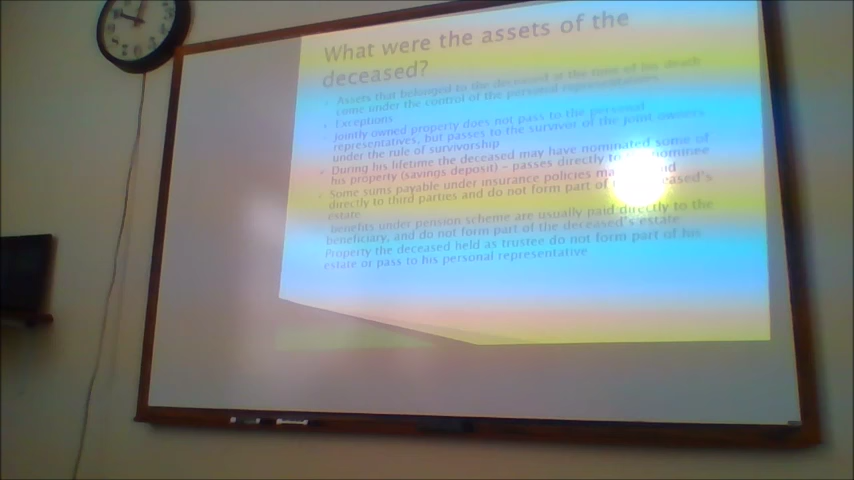 What were the assets of the
deceased?
Assets that belonged to the deceased at the time of his death
come under the control of the personal representatives
Exceptions
Jointly owned property does not pass to the personal
representatives, but passes to the survivor of the joint owners
under the rule of survivorship
During his lifetime the deceased may have nominated some of
his property (savings deposit) – passes directly to nominee
Some sums payable under insurance policies
directly to third parties and do not form part of deceased's
estate
benefits under pension scheme are usually paid directly to the
beneficiary, and do not form part of the deceased's estate
Property the deceased held as trustee do not form part of his
estate or pass to his personal representative